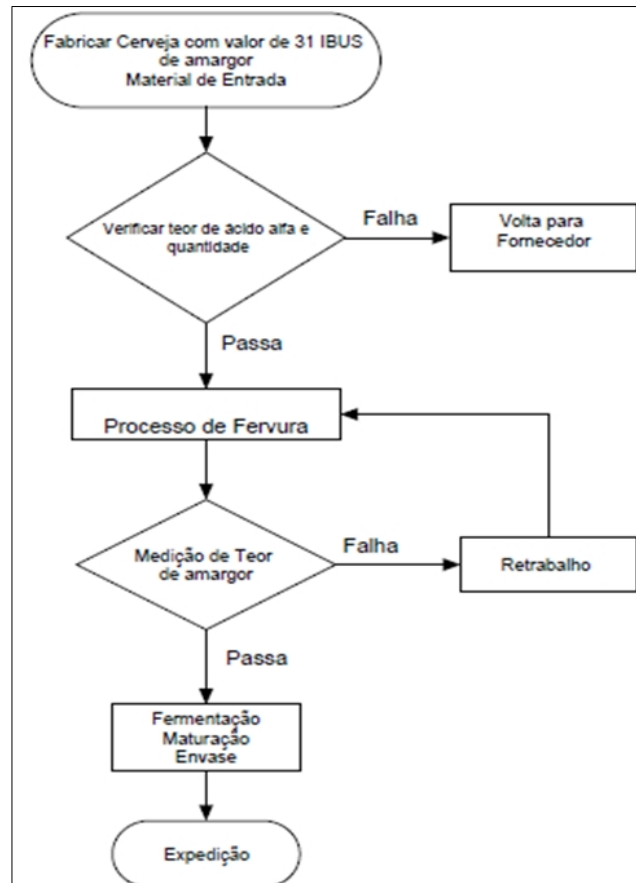 Fabricar Cerveja com valor de 31 IBUS
de amargor
Material de Entrada
Verificar teor de ácido alfa e
quantidade
Falha
Volta para
Fornecedor
Passa
Processo de Fervura
Medição de Teor
de amargor
Falha
Retrabalho
Passa
Fermentação
Maturação
Envase
Expedição